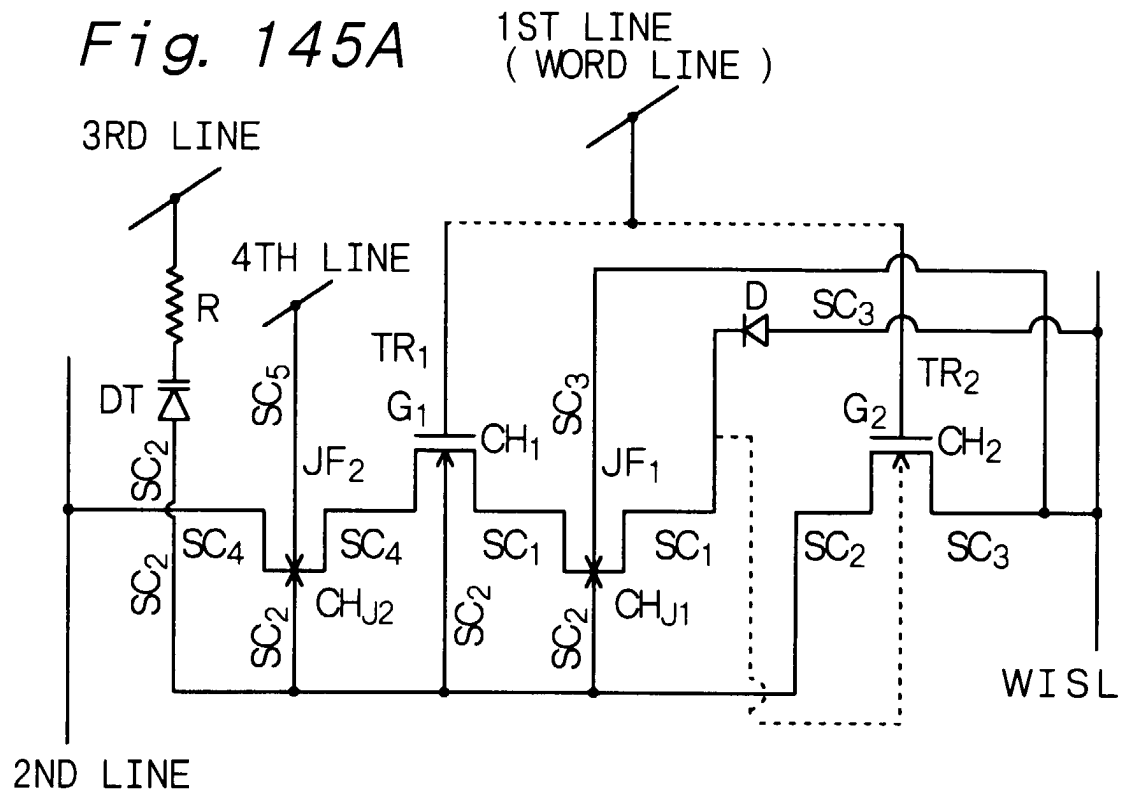 Fig. 145A
1ST LINE
( WORD LINE )
3RD LINE
4TH LINE
R
D
SC3
TR1
TR2
DT
SC5
G1
SC3
G2
CH1
CH2
SC2
JF2
JF1
SC4
SC4
SC1
SC1
SC2
SC3
SC2
SC2
CHJ2
SC2
SC2
CHJ1
WISL
2ND LINE